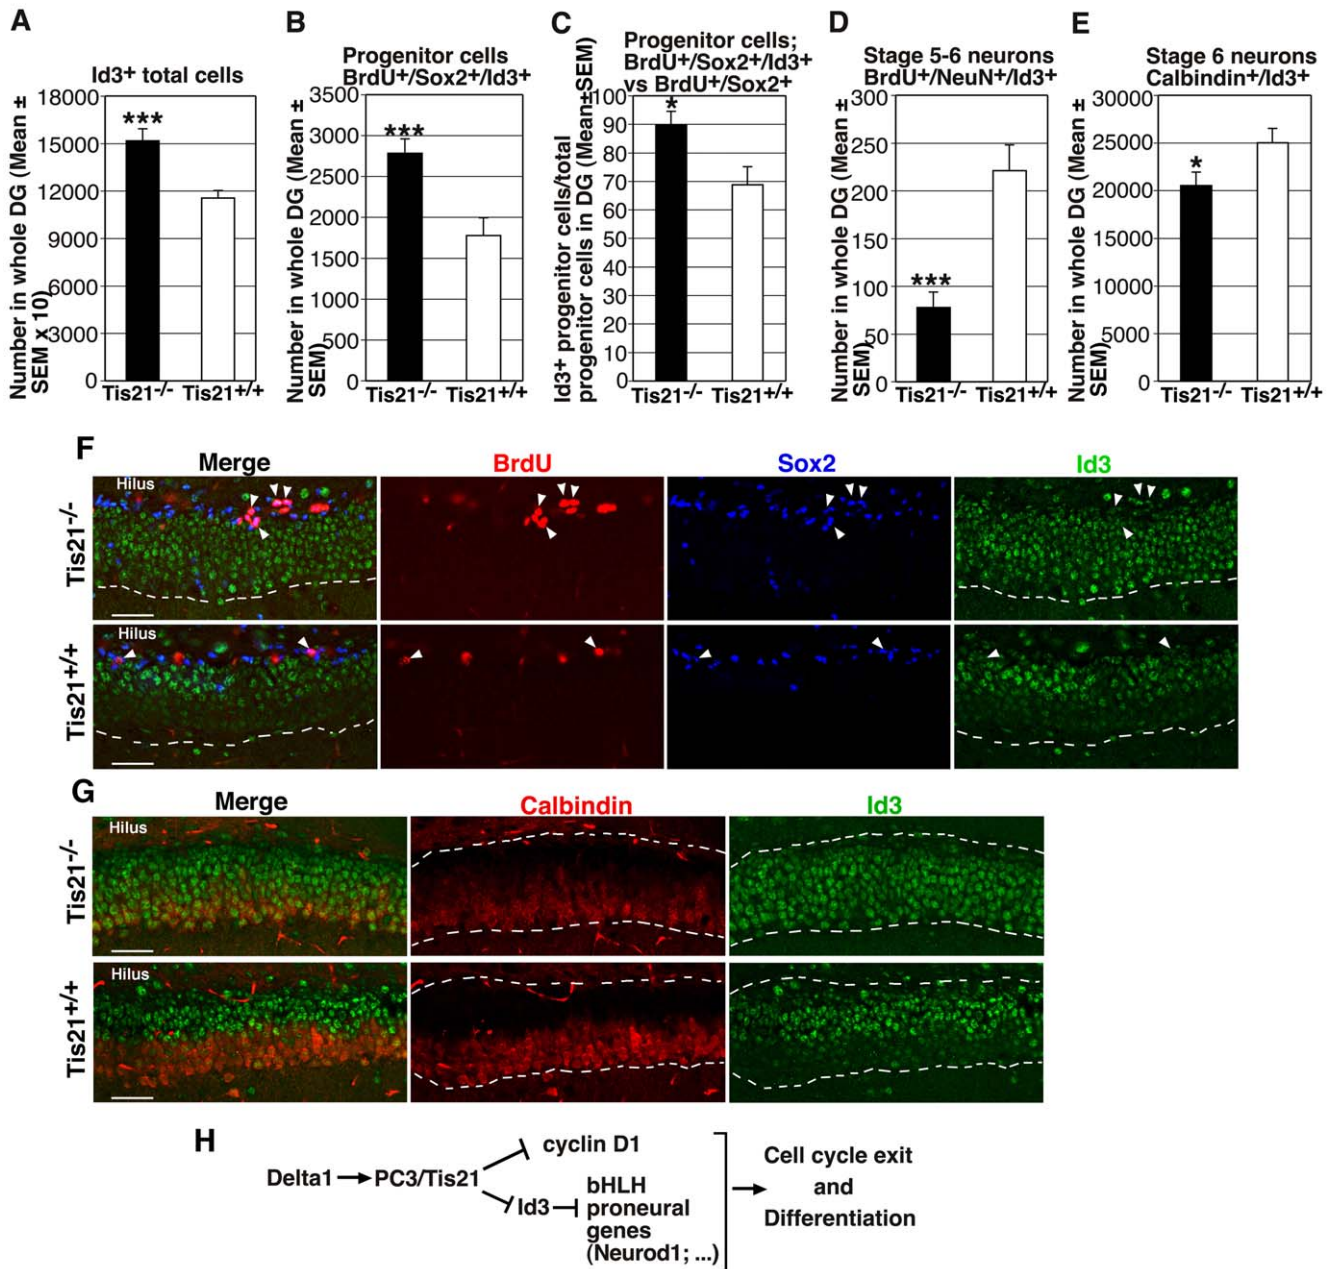 A
Id3+ total cells
Number in whole DG (Mean ±
SEM x 10)
18000
15000
12000
9000
6000
3000
0
***
Tis21-/- Tis21+/+
B
Progenitor cells
BrdU+/Sox2+/Id3+
Number in whole DG (Mean ±
SEM)
3500
3000
2500
2000
1500
1000
500
0
***
Tis21-/- Tis21+/+
C
Progenitor cells;
BrdU+/Sox2+/Id3+
vs BrdU+/Sox2+
Id3+ progenitor cells/total
progenitor cells in DG (Mean±SEM)
100
90
80
70
60
50
40
30
20
10
0
*
Tis21-/- Tis21+/+
D
Stage 5-6 neurons
BrdU+/NeuN+/Id3+
Number in whole DG (Mean ±
SEM)
300
250
200
150
100
50
0
***
Tis21-/- Tis21+/+
E
Stage 6 neurons
Calbindin+/Id3+
Number in whole DG (Mean ±
SEM)
30000
25000
20000
15000
10000
5000
0
*
Tis21-/- Tis21+/+
F
Merge BrdU Sox2 Id3
Tis21-/-
Hilus
Tis21+/+
Hilus
G
Merge Calbindin Id3
Tis21-/-
Hilus
Tis21+/+
Hilus
H
Delta1 PC3/Tis21
cyclin D1
Id3
bHLH
proneural
genes
(Neurod1; ...)
Cell cycle exit
and
Differentiation